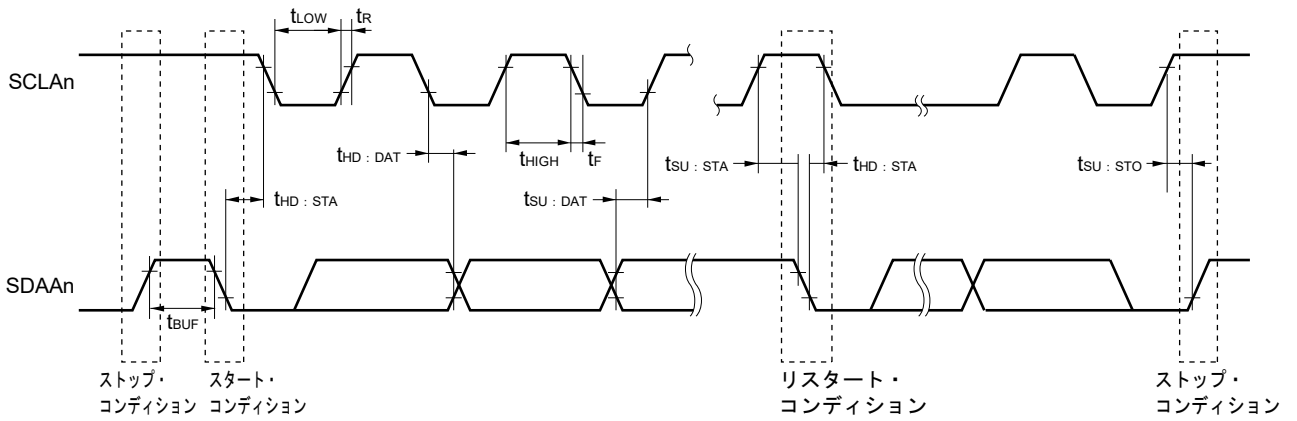 tLOW tR
SCLAn
tHD : DAT tHIGH tF tSU : STA tHD : STA tSU : STO
tHD : STA tSU : DAT
SDAAn
tBUF
ストップ・ スタート・ リスタート・ ストップ・
コンディション コンディション コンディション コンディション